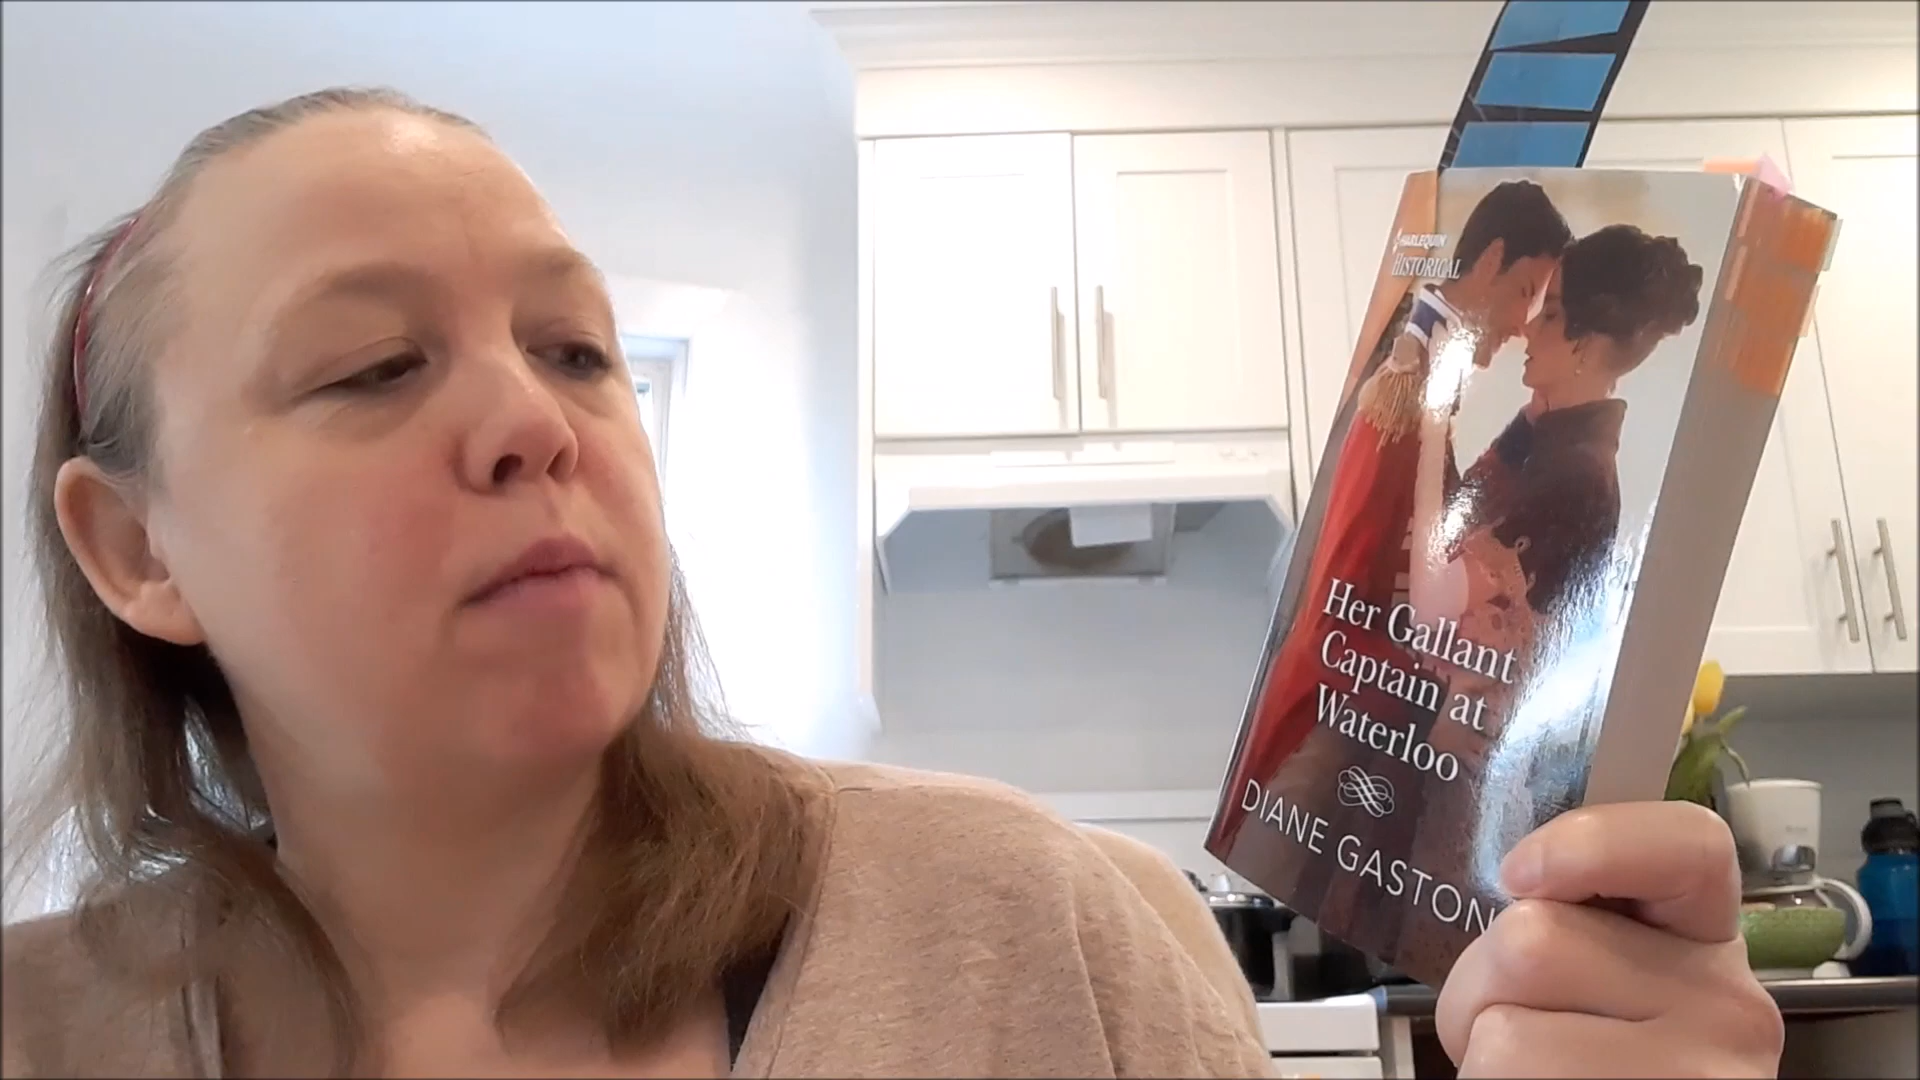 HARLEQUIN
HISTORICAL
Her Gallant
Captain at
Waterloo
DIANE GASTON